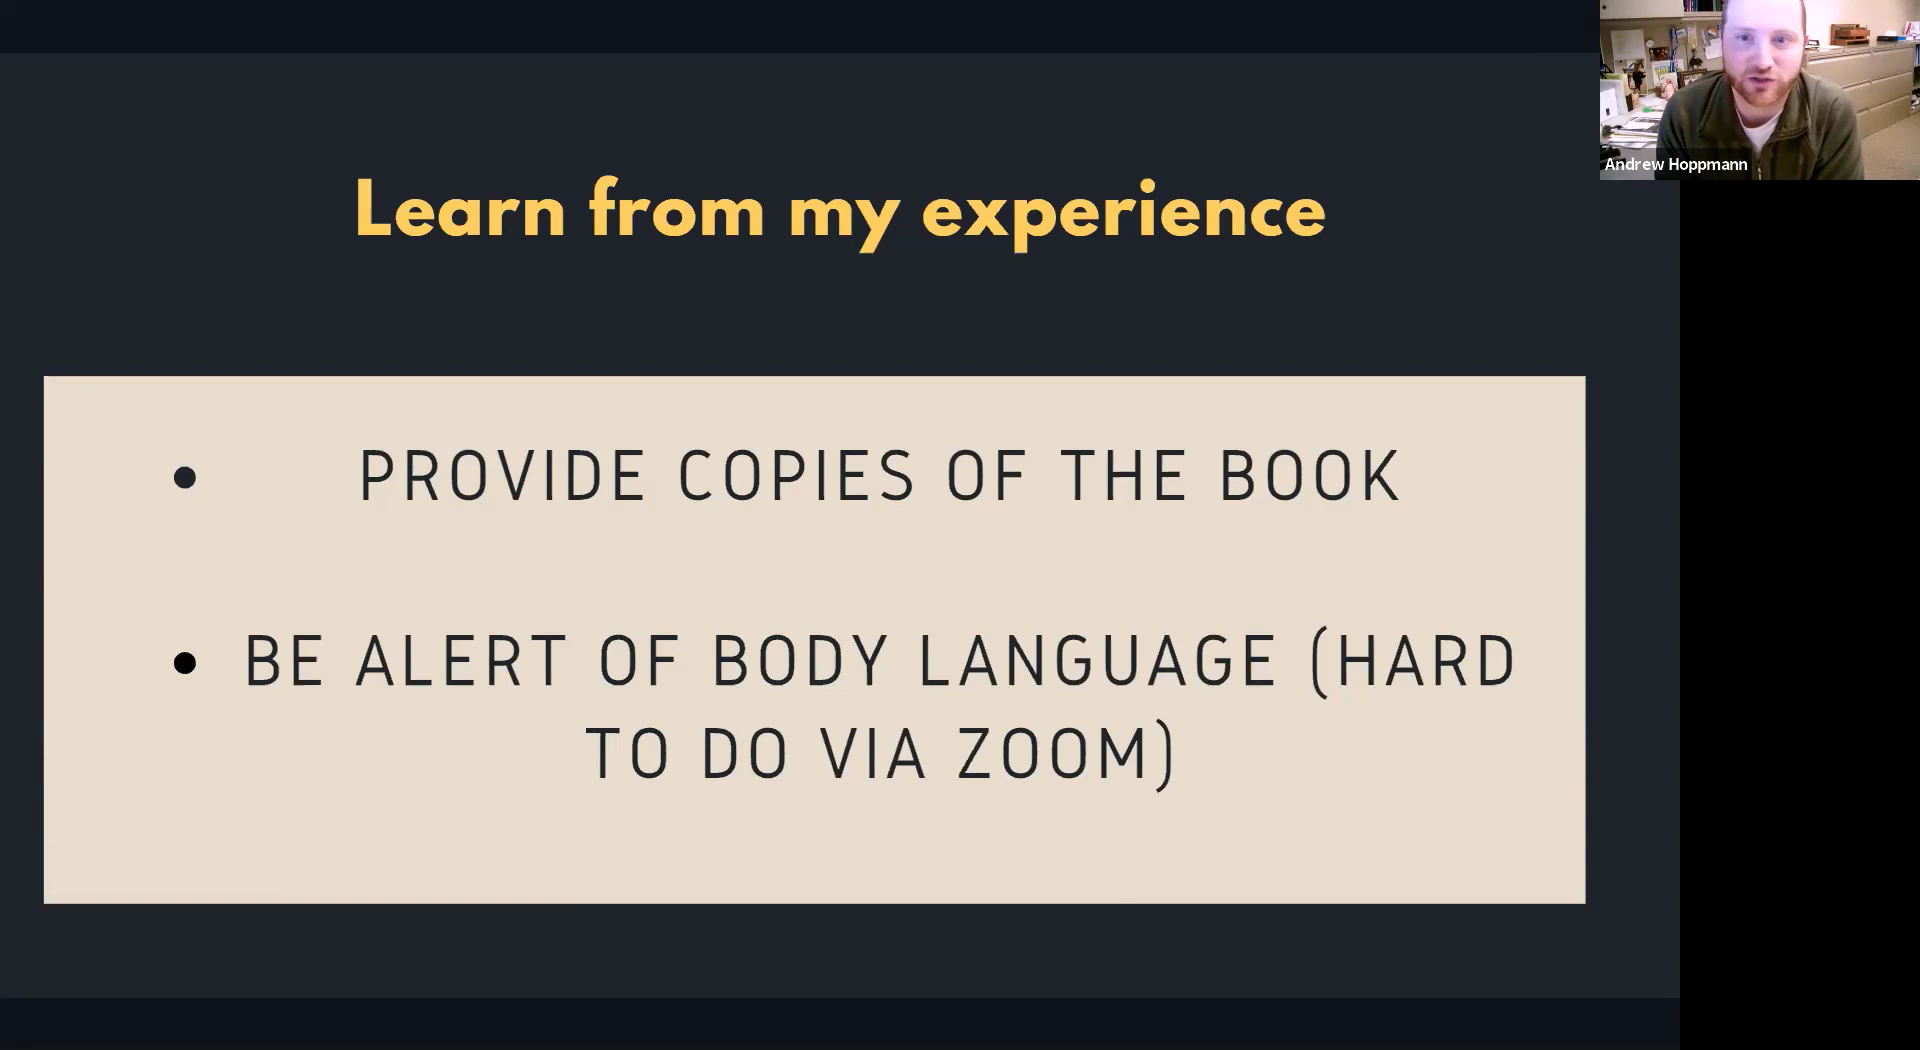 Learn from my experience
• PROVIDE COPIES OF THE BOOK
• BE ALERT OF BODY LANGUAGE (HARD
TO DO VIA ZOOM)
Andrew Hoppmann